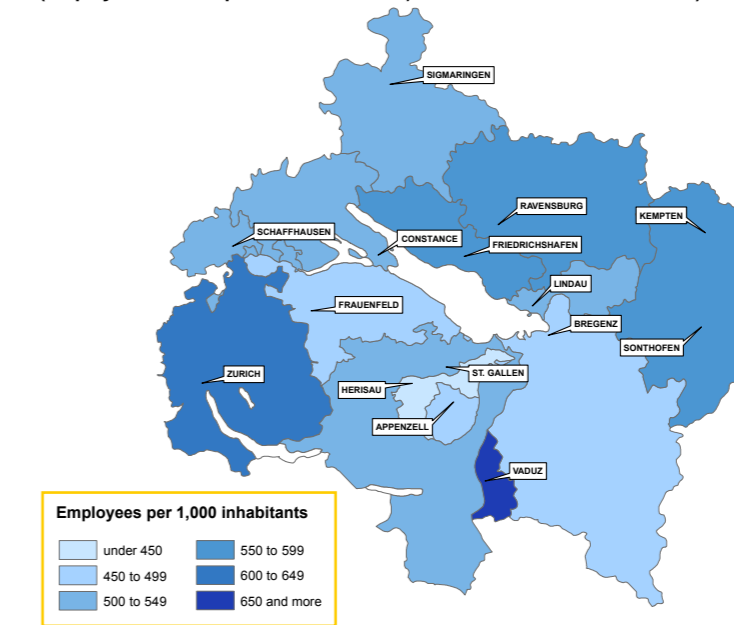 SIGMARINGEN
RAVENSBURG
KEMPTEN
SCHAFFHAUSEN
CONSTANCE
FRIEDRICHSHAFEN
LINDAU
FRAUENFELD
BREGENZ
SONTHOFEN
ZURICH
ST. GALLEN
HERISAU
APPENZELL
VADUZ
Employees per 1,000 inhabitants
under 450
450 to 499
500 to 549
550 to 599
600 to 649
650 and more